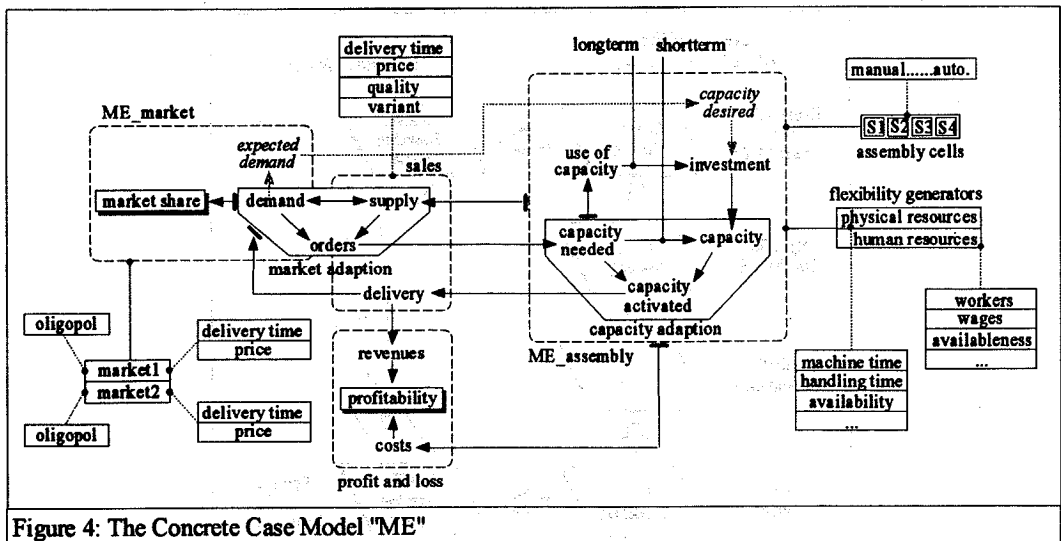 longterm
shortterm
delivery time
price
quality
variant
manual......auto.
S1 S2 S3 S4
assembly cells
ME_market
expected
demand
sales
market share
demand
supply
orders
market adaption
delivery
capacity
desired
use of
capacity
investment
capacity
needed
capacity
capacity
activated
capacity adaption
ME_assembly
flexibility generators
physical resources
human resources
workers
wages
availableness
...
machine time
handling time
availability
...
oligopol
market1
market2
oligopol
delivery time
price
delivery time
price
revenues
profitability
costs
profit and loss
Figure 4: The Concrete Case Model "ME"